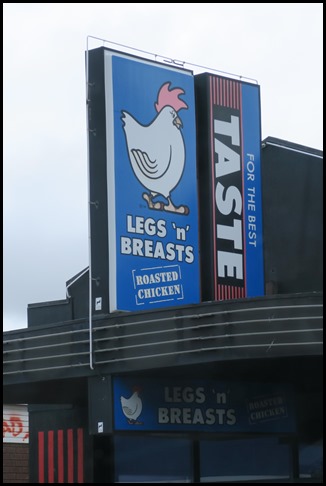 LEGS 'n'
BREASTS
ROASTED
CHICKEN
FOR THE BEST
TASTE
LEGS 'n'
BREASTS
ROASTED
CHICKEN